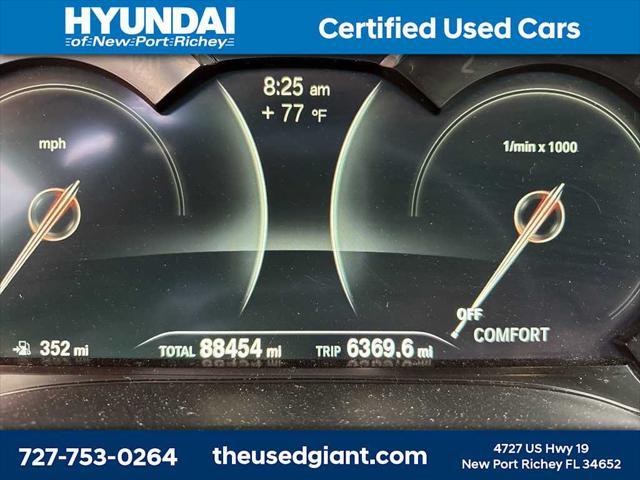 HYUNDAI
of New Port Richey
Certified Used Cars
8:25 am
+ 77 °F
mph
1/min x 1000
OFF
COMFORT
352 mi
TOTAL 88454 mi
TRIP 6369.6 mi
727-753-0264
theusedgiant.com
4727 US Hwy 19
New Port Richey FL 34652